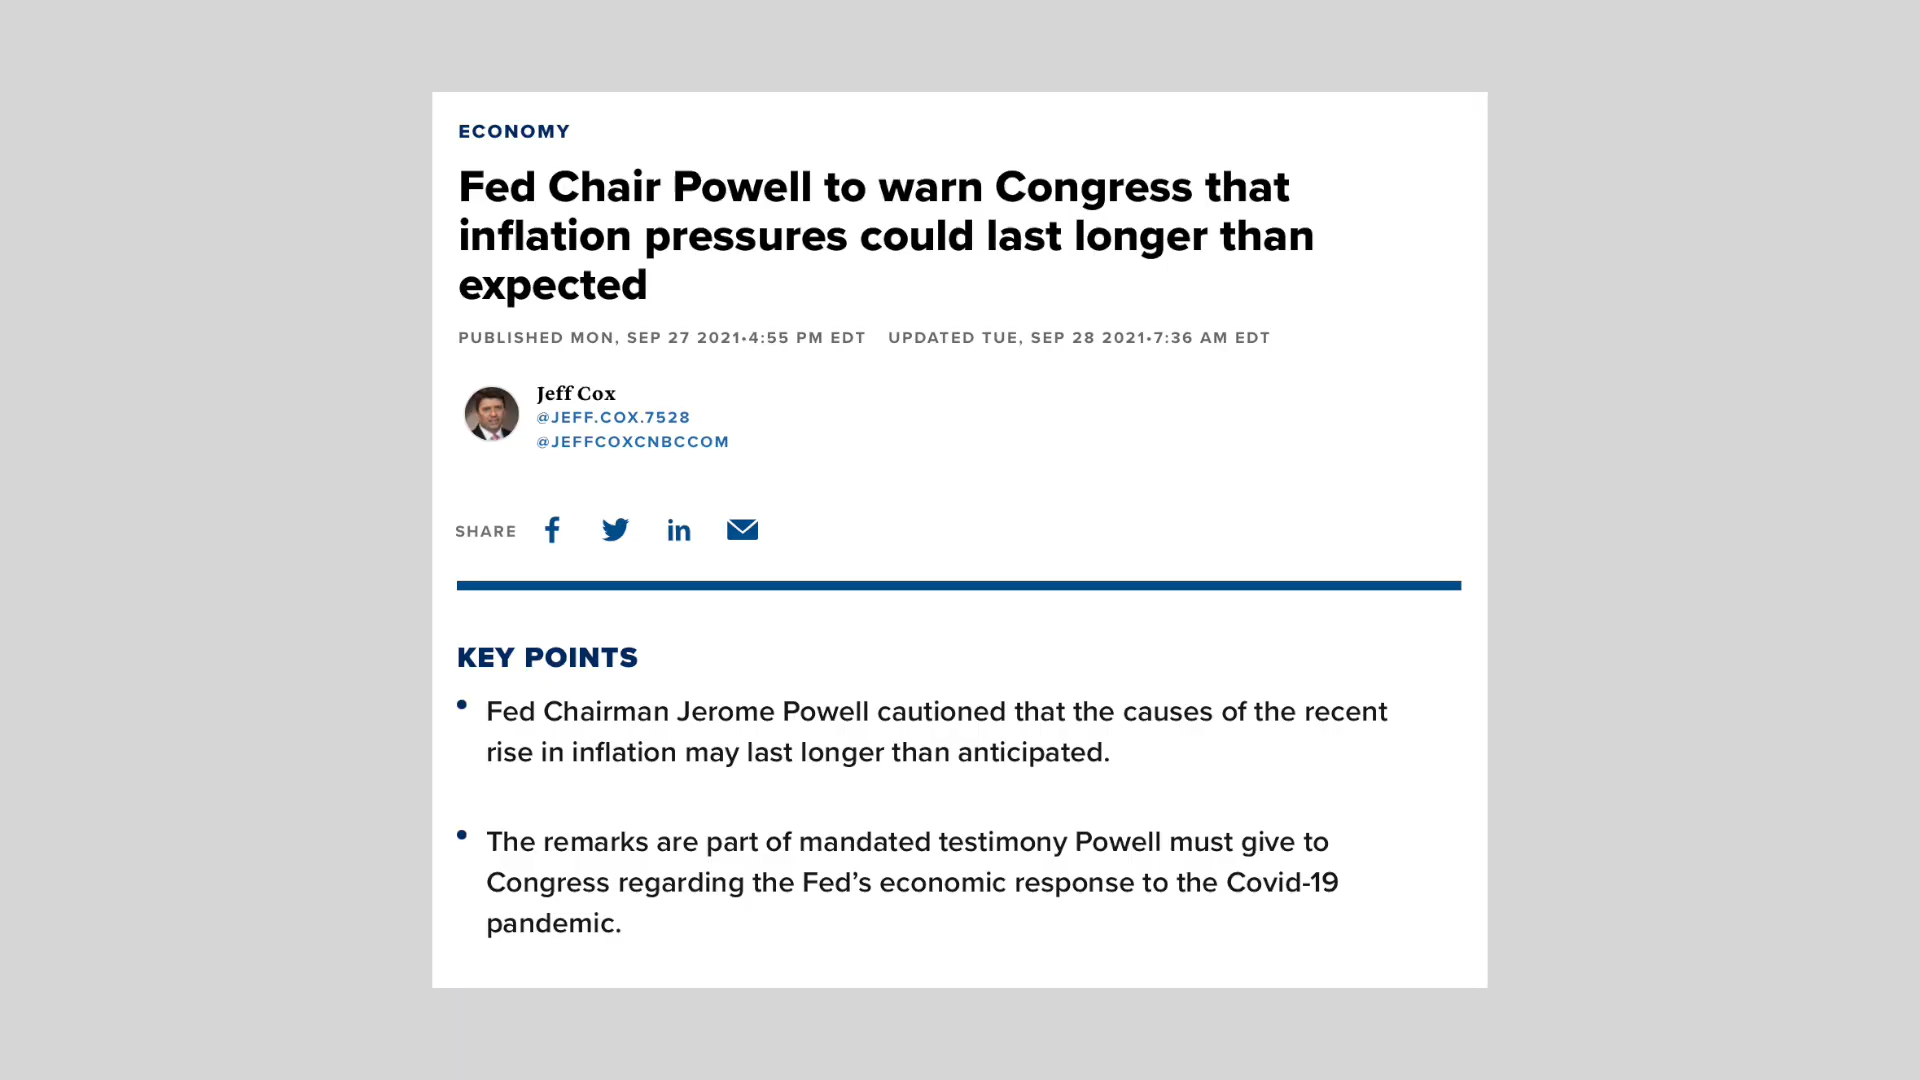 ECONOMY
Fed Chair Powell to warn Congress that
inflation pressures could last longer than
expected
PUBLISHED MON, SEP 27 2021•4:55 PM EDT UPDATED TUE, SEP 28 2021•7:36 AM EDT
Jeff Cox
@JEFF.COX.7528
@JEFFCOXCNBCCOM
SHARE
KEY POINTS
• Fed Chairman Jerome Powell cautioned that the causes of the recent
rise in inflation may last longer than anticipated.
• The remarks are part of mandated testimony Powell must give to
Congress regarding the Fed’s economic response to the Covid-19
pandemic.